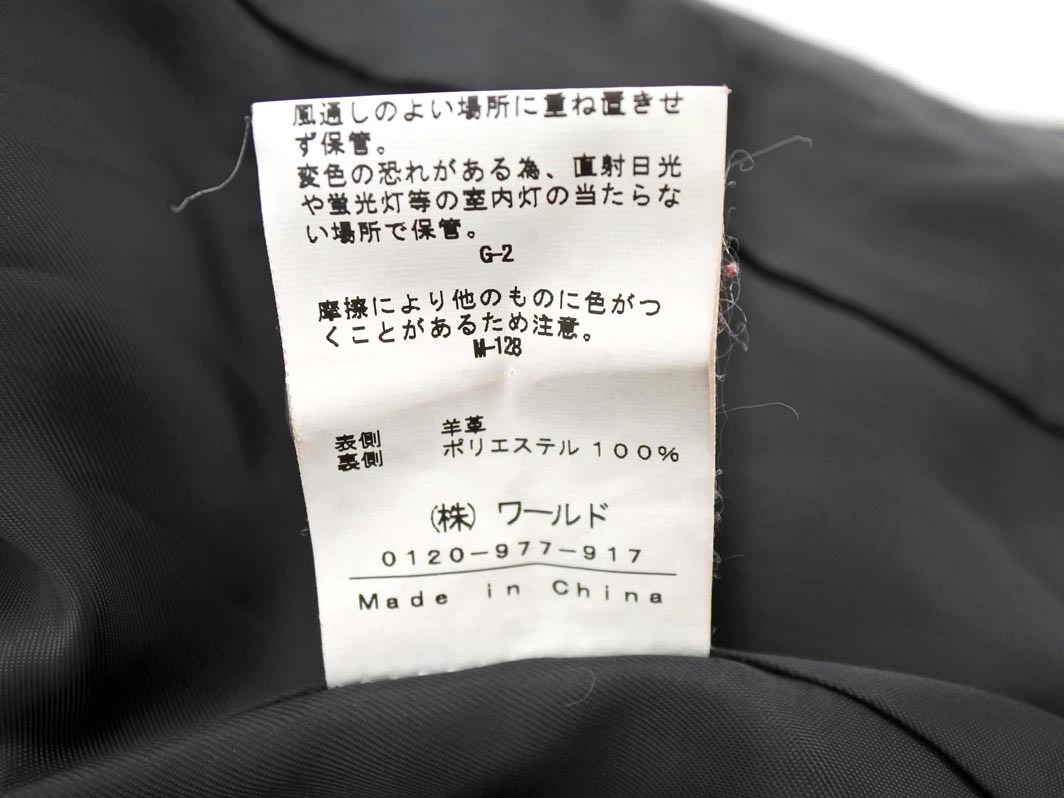 風通しのよい場所に重ね置きせ
ず保管。
変色の恐れがある為、直射日光
や蛍光灯等の室内灯の当たらな
い場所で保管。
G-2
摩擦により他のものに色がつ
くことがあるため注意。
M-128
表側 羊革
裏側 ポリエステル 100%
(株) ワールド
0120-977-917
Made in China